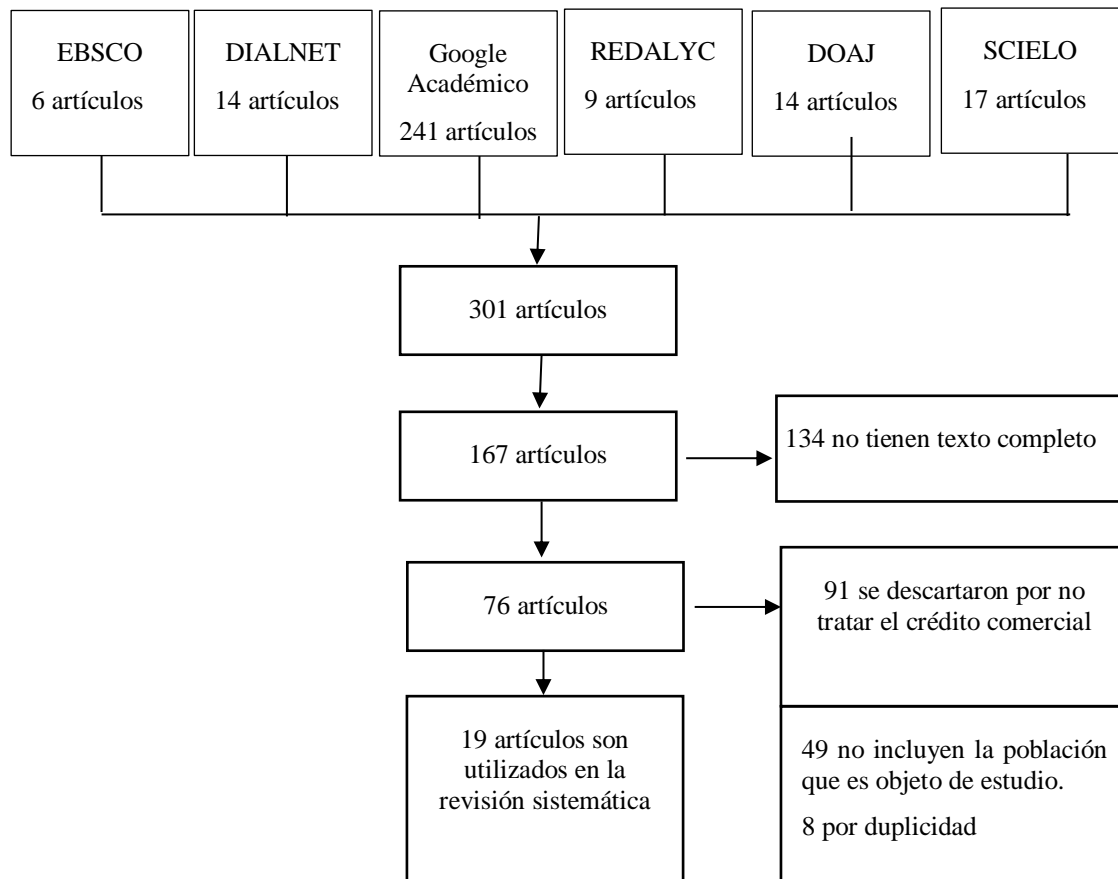 EBSCO
6 artículos
DIALNET
14 artículos
Google
Académico
241 artículos
REDALYC
9 artículos
DOAJ
14 artículos
SCIELO
17 artículos
301 artículos
167 artículos
134 no tienen texto completo
76 artículos
91 se descartaron por no
tratar el crédito comercial
19 artículos son
utilizados en la
revisión sistemática
49 no incluyen la población
que es objeto de estudio.
8 por duplicidad